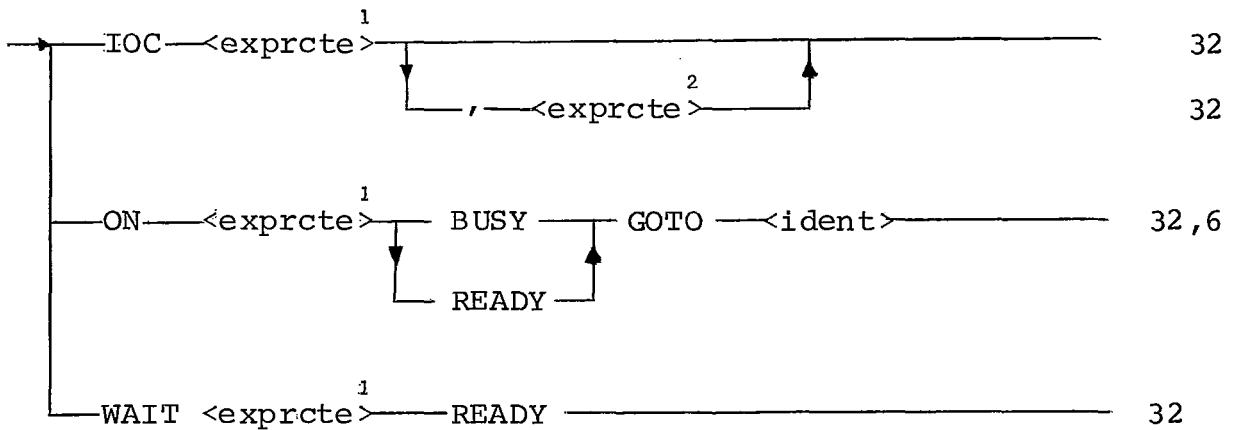 1
IOC <exprcte> 32
2
, <exprcte> 32
1
ON <exprcte> BUSY GOTO <ident> 32,6
READY
1
WAIT <exprcte> READY 32